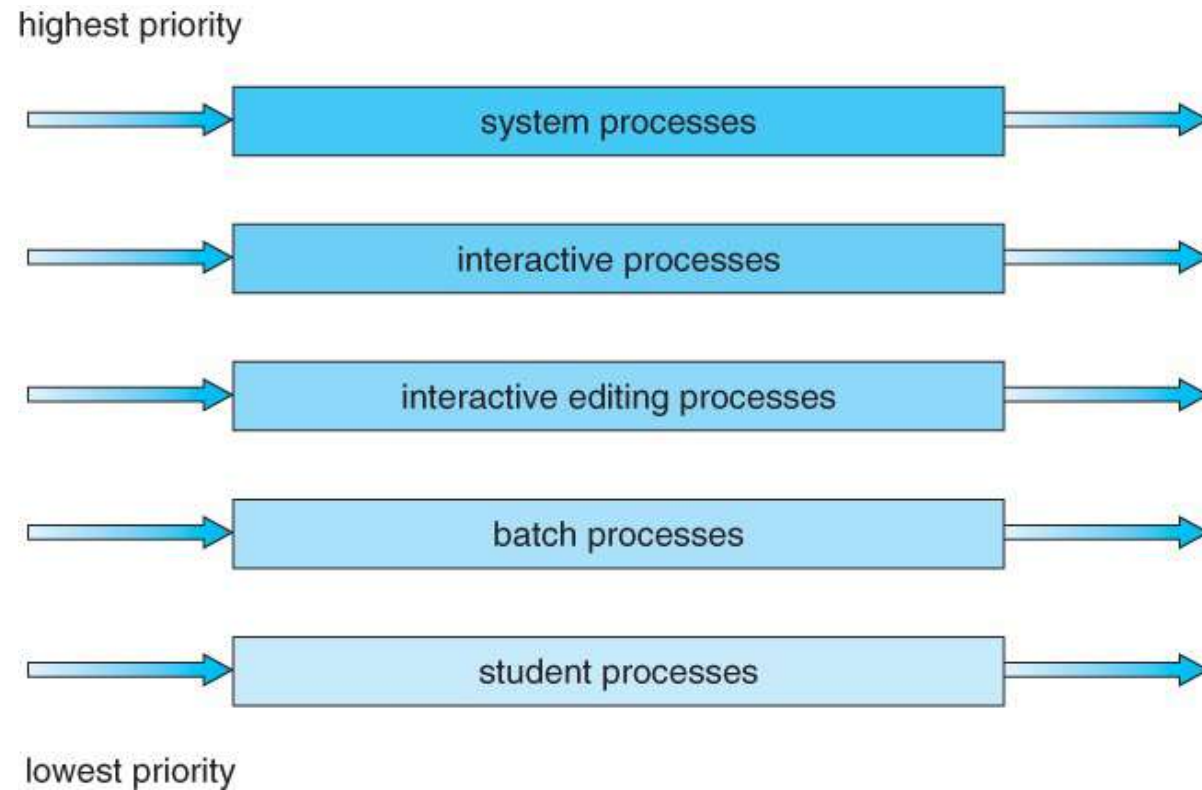 highest priority
system processes
interactive processes
interactive editing processes
batch processes
student processes
lowest priority